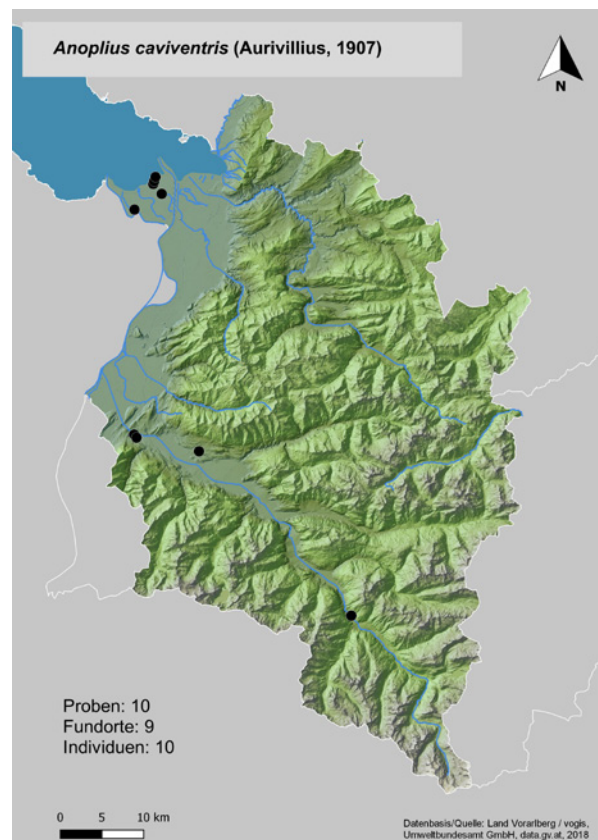 Anoplius caviventris (Aurivillius, 1907)
N
Proben: 10
Fundorte: 9
Individuen: 10
0 5 10 km
Datenbasis/Quelle: Land Vorarlberg / vogis,
Umweltbundesamt GmbH, data.gv.at, 2018